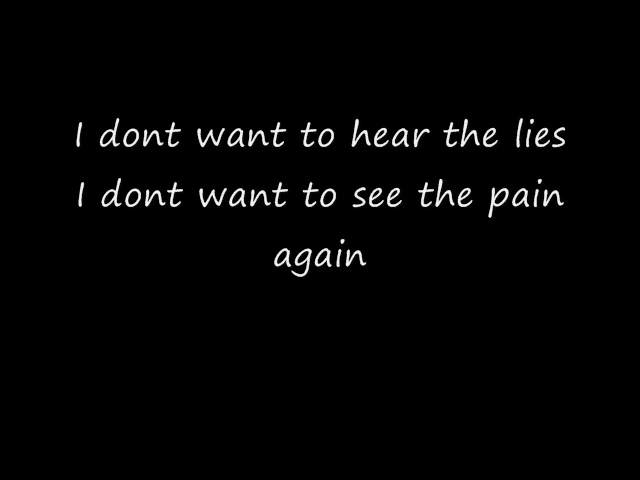 I dont want to hear the lies
I dont want to see the pain
again